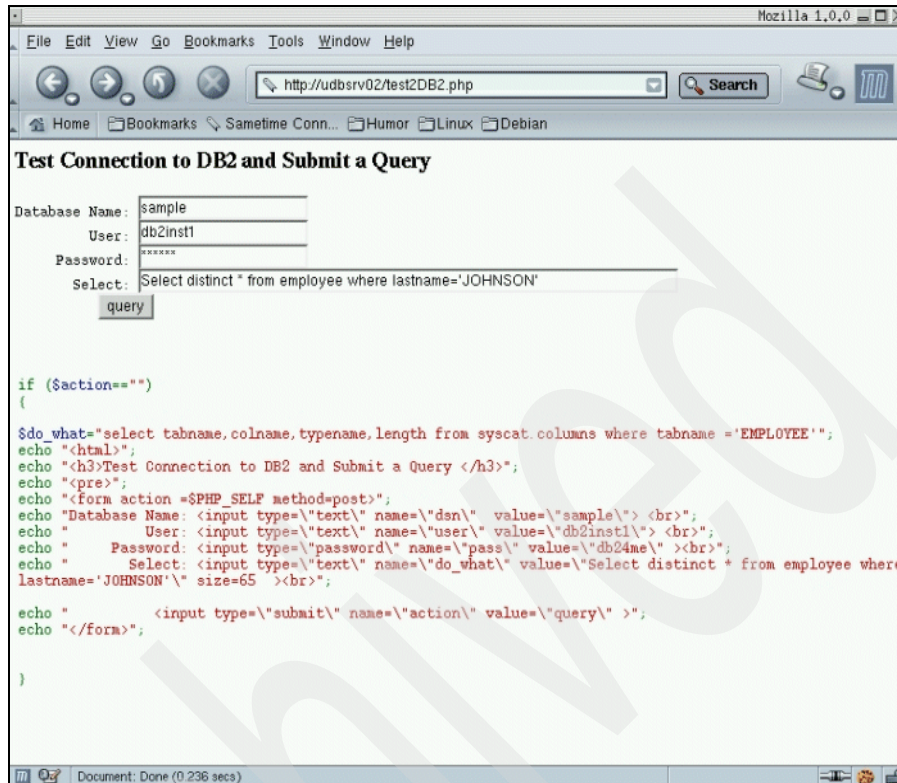 Mozilla 1.0.0
File Edit View Go Bookmarks Tools Window Help
http://udbsrv02/test2DB2.php
Search
Home Bookmarks Sametime Conn... Humor Linux Debian
Test Connection to DB2 and Submit a Query
Database Name: sample
User: db2inst1
Password: ******
Select: Select distinct * from employee where lastname='JOHNSON'
query
if ($action=="")
{
$do_what="select tabname,colname,typename,length from syscat.columns where tabname ='EMPLOYEE'";
echo "<html>";
echo "<h3>Test Connection to DB2 and Submit a Query </h3>";
echo "<pre>";
echo "<form action =$PHP_SELF method=post>";
echo "Database Name: <input type=\"text\" name=\"dsn\"  value=\"sample\"> <br>";
echo "         User: <input type=\"text\" name=\"user\" value=\"db2inst1\"> <br>";
echo "     Password: <input type=\"password\" name=\"pass\" value=\"db24me\" ><br>";
echo "       Select: <input type=\"text\" name=\"do_what\" value=\"Select distinct * from employee where
lastname='JOHNSON'\" size=65  ><br>";
echo "          <input type=\"submit\" name=\"action\" value=\"query\" >";
echo "</form>";
}
hived
Document: Done (0.236 secs)